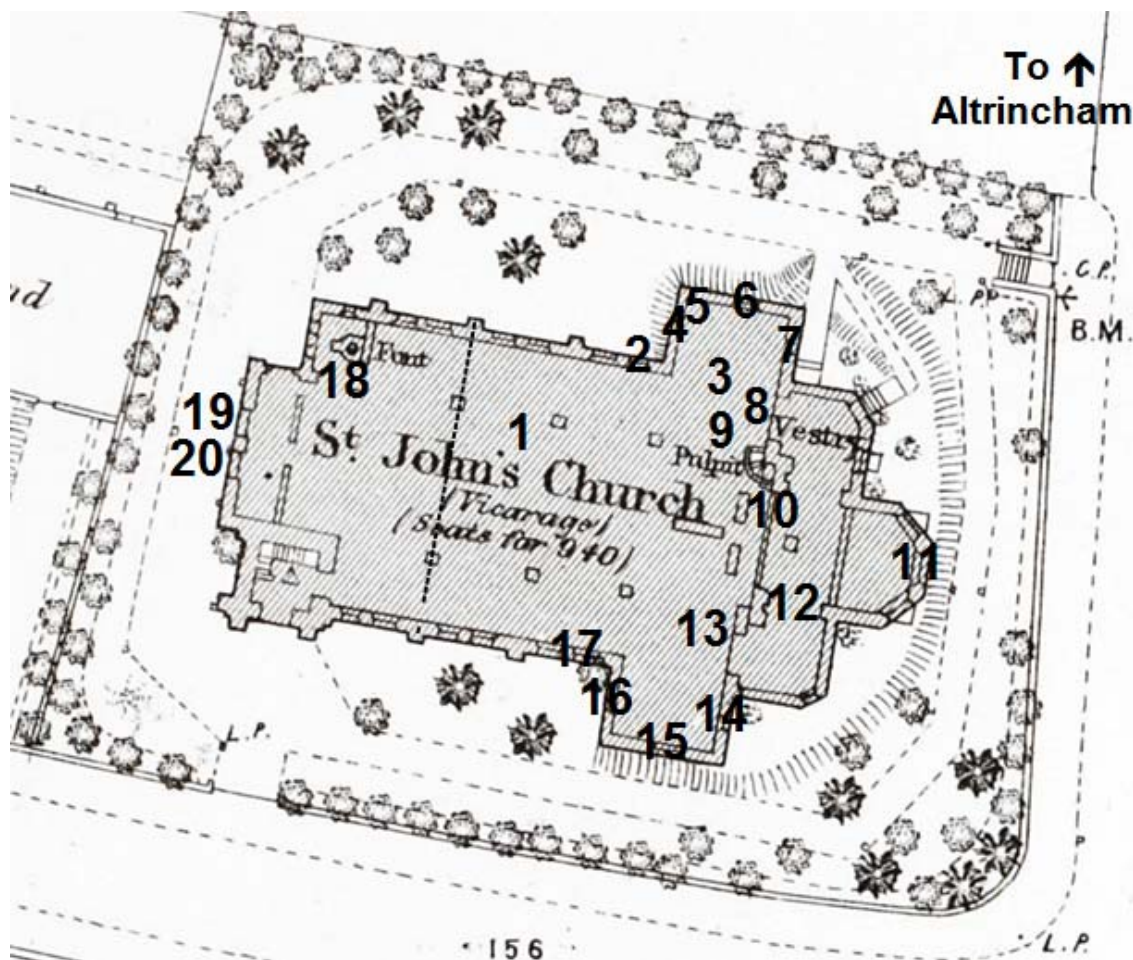 To ↑
Altrincham
C.P.
L.P.
B.M.
nd
Font
Vestry
Pulpit
St. John's Church
(Vicarage)
(Seats for 940)
L.P.
L.P.
156
1
2
3
4
5
6
7
8
9
10
11
12
13
14
15
16
17
18
19
20